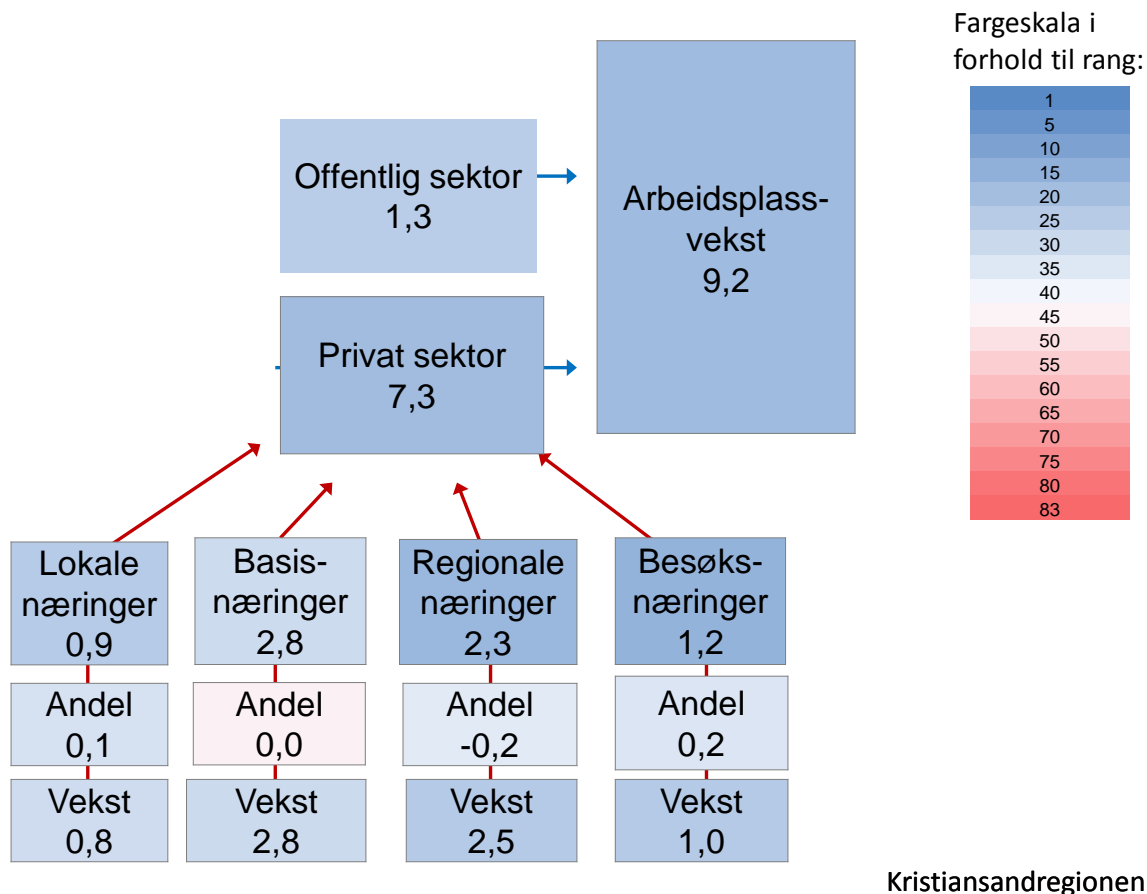 Fargeskala i
forhold til rang:
1
5
10
15
20
25
30
35
40
45
50
55
60
65
70
75
80
83
Offentlig sektor
1,3
Arbeidsplass-
vekst
9,2
Privat sektor
7,3
Lokale
næringer
0,9
Basis-
næringer
2,8
Regionale
næringer
2,3
Besøks-
næringer
1,2
Andel
0,1
Andel
0,0
Andel
-0,2
Andel
0,2
Vekst
0,8
Vekst
2,8
Vekst
2,5
Vekst
1,0
Kristiansandregionen